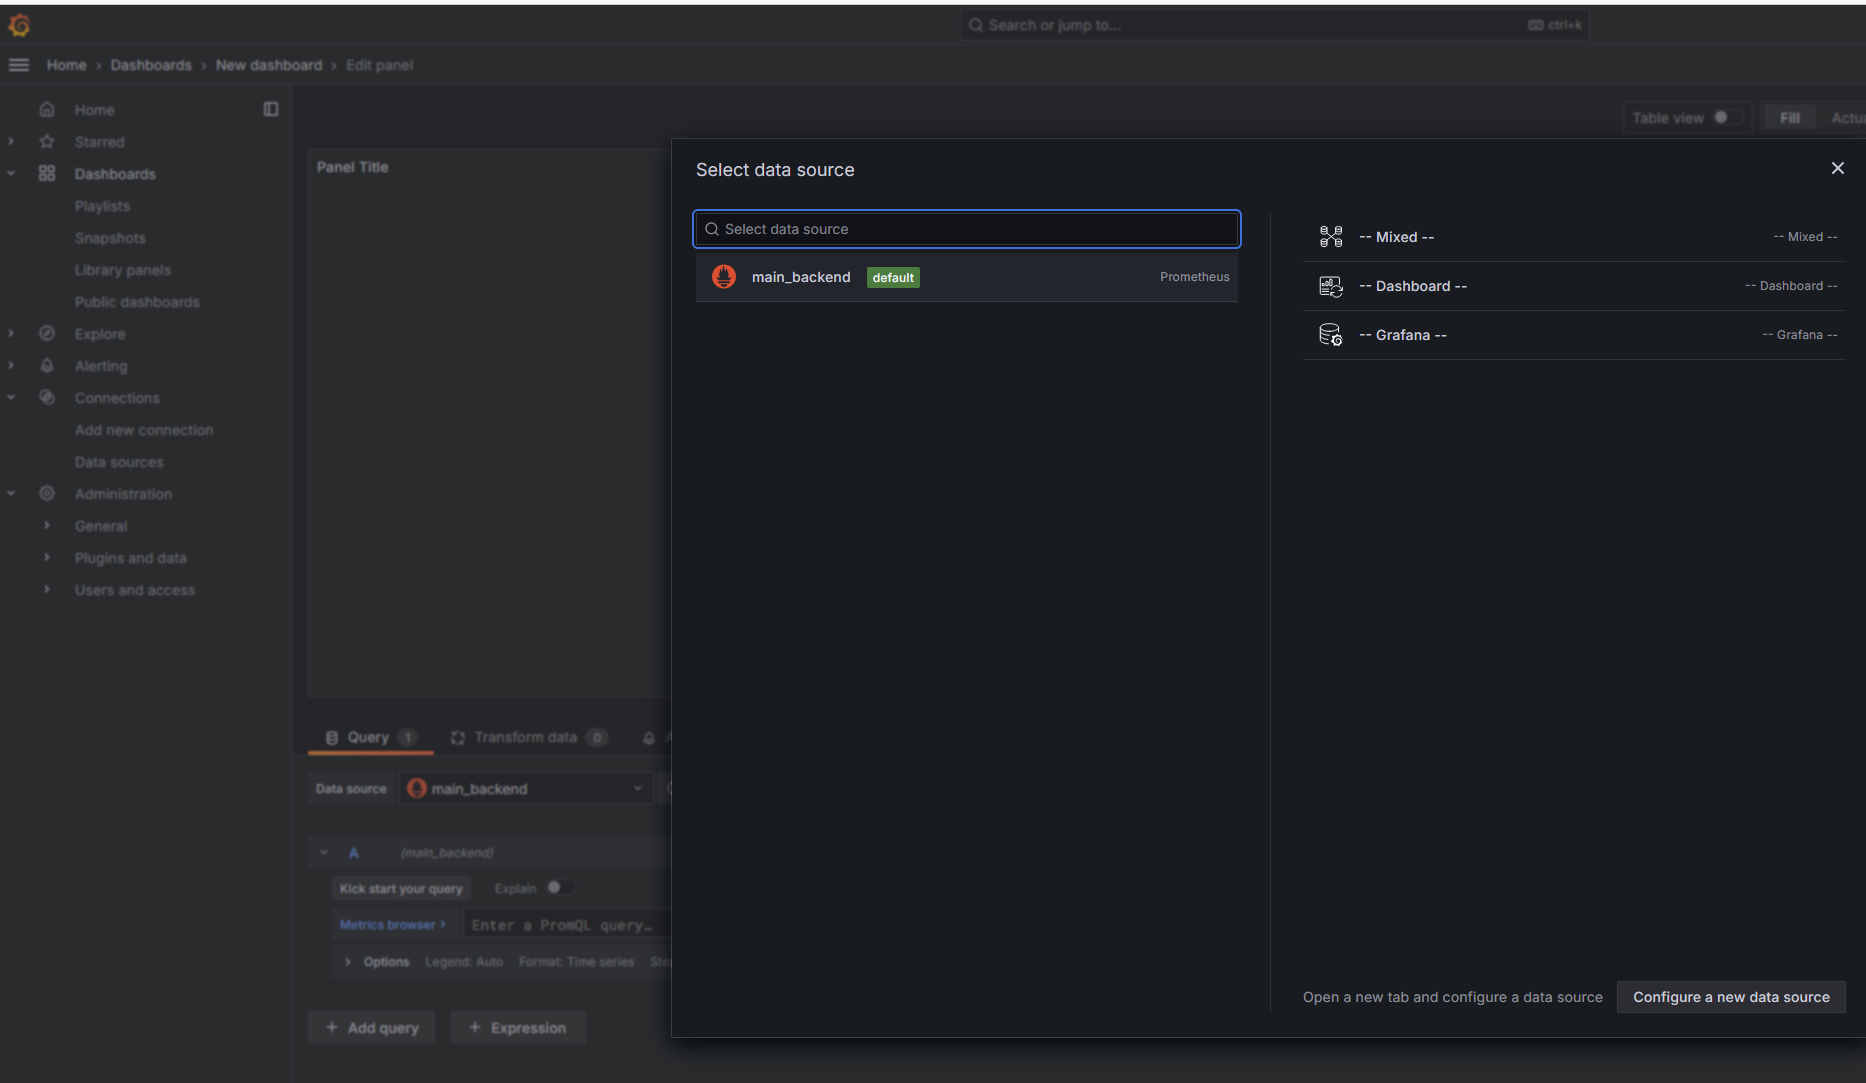 Search or jump to...
ctrl+k
Home › Dashboards › New dashboard › Edit panel
Home
Starred
Dashboards
Playlists
Snapshots
Library panels
Public dashboards
Explore
Alerting
Connections
Add new connection
Data sources
Administration
General
Plugins and data
Users and access
Table view
Fill
Panel Title
Select data source
Select data source
main_backend default Prometheus
-- Mixed -- -- Mixed --
-- Dashboard -- -- Dashboard --
-- Grafana -- -- Grafana --
Open a new tab and configure a data source Configure a new data source
Query 1 Transform data 0
Data source main_backend
A (main_backend)
Kick start your query Explain
Metrics browser > Enter a PromQL query…
Options Legend: Auto Format: Time series
+ Add query + Expression